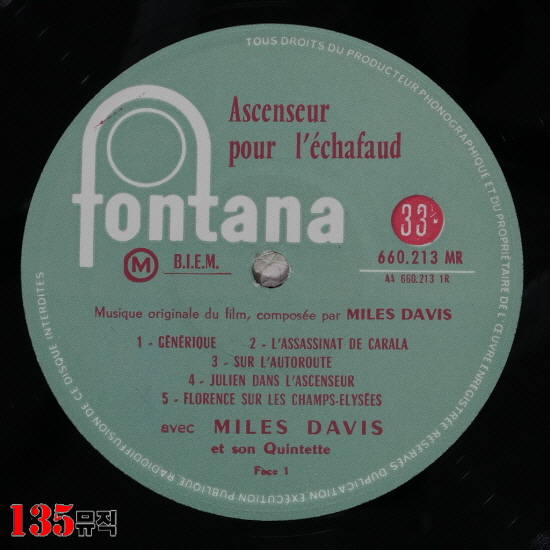 TOUS DROITS DU PRODUCTEUR PHONOGRAPHIQUE ET DU PROPRIÉTAIRE DE L'ŒUVRE ENREGISTRÉE RÉSERVÉS DUPLICATION EXÉCUTION PUBLIQUE RADIODIFFUSION DE CE DISQUE INTERDITES
Ascenseur
pour l'échafaud
fontana
33⅓
M B.I.E.M.
660.213 MR
AA 660.213 1R
Musique originale du film, composée par MILES DAVIS
1 - GÉNÉRIQUE 2 - L'ASSASSINAT DE CARALA
3 - SUR L'AUTOROUTE
4 - JULIEN DANS L'ASCENSEUR
5 - FLORENCE SUR LES CHAMPS-ELYSÉES
avec MILES DAVIS
et son Quintette
Face 1
135뮤직